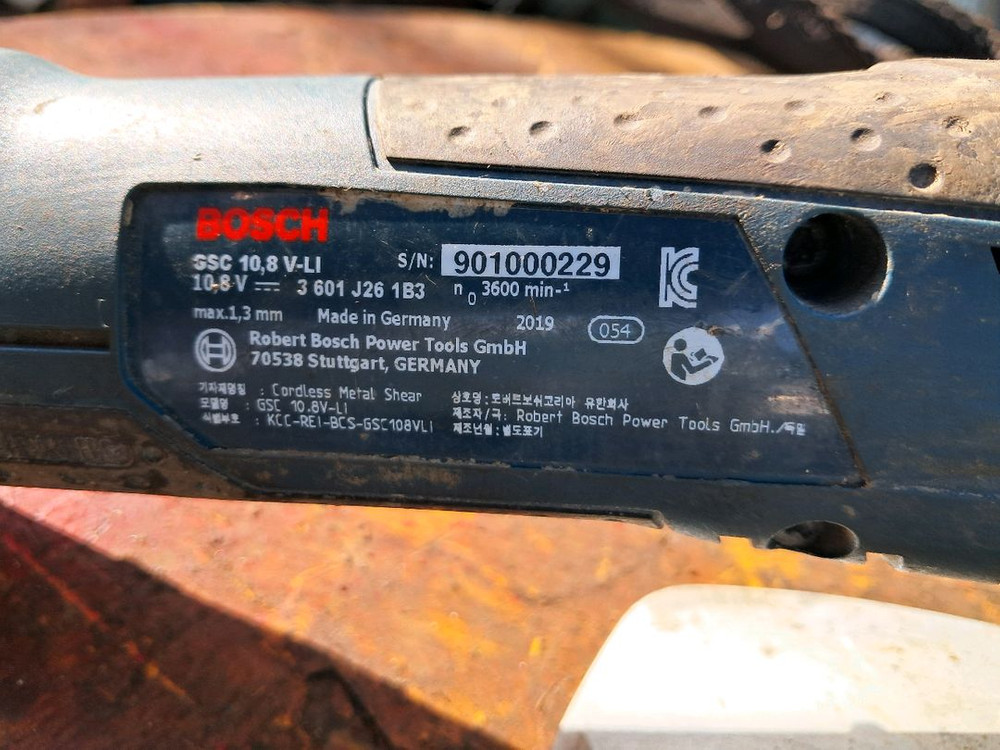 BOSCH
GSC 10,8 V-LI
S/N: 901000229
10,8 V ⎓ 3 601 J26 1B3 n₀ 3600 min⁻¹
max.1,3 mm Made in Germany 2019 054
Robert Bosch Power Tools GmbH
70538 Stuttgart, GERMANY
기자재명칭 : Cordless Metal Shear
모델명 : GSC 10.8V-LI
식별부호 : KCC-REI-BCS-GSC108VLI
상호명 : 로버트보쉬코리아 유한회사
제조자/국 : Robert Bosch Power Tools GmbH./독일
제조년월 : 별도표기